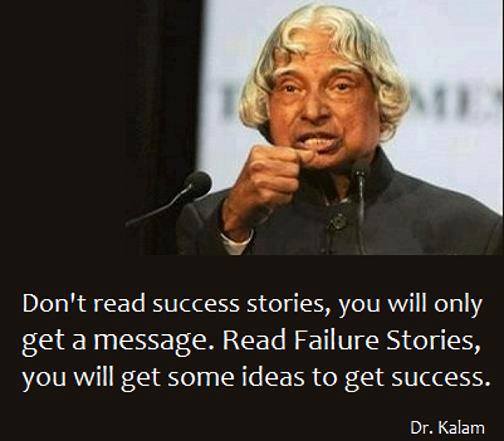 Don't read success stories, you will only
get a message. Read Failure Stories,
you will get some ideas to get success.
Dr. Kalam